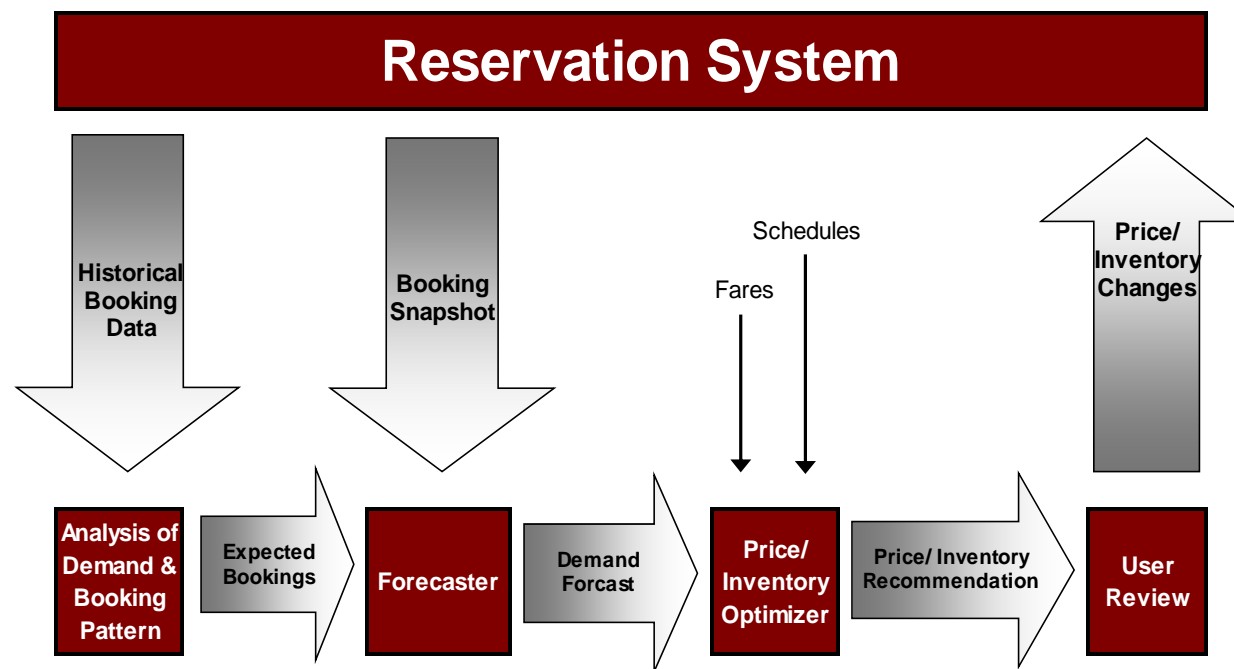 Reservation System
Historical
Booking
Data
Booking
Snapshot
Schedules
Fares
Price/
Inventory
Changes
Analysis of
Demand &
Booking
Pattern
Expected
Bookings
Forecaster
Demand
Forcast
Price/
Inventory
Optimizer
Price/ Inventory
Recommendation
User
Review